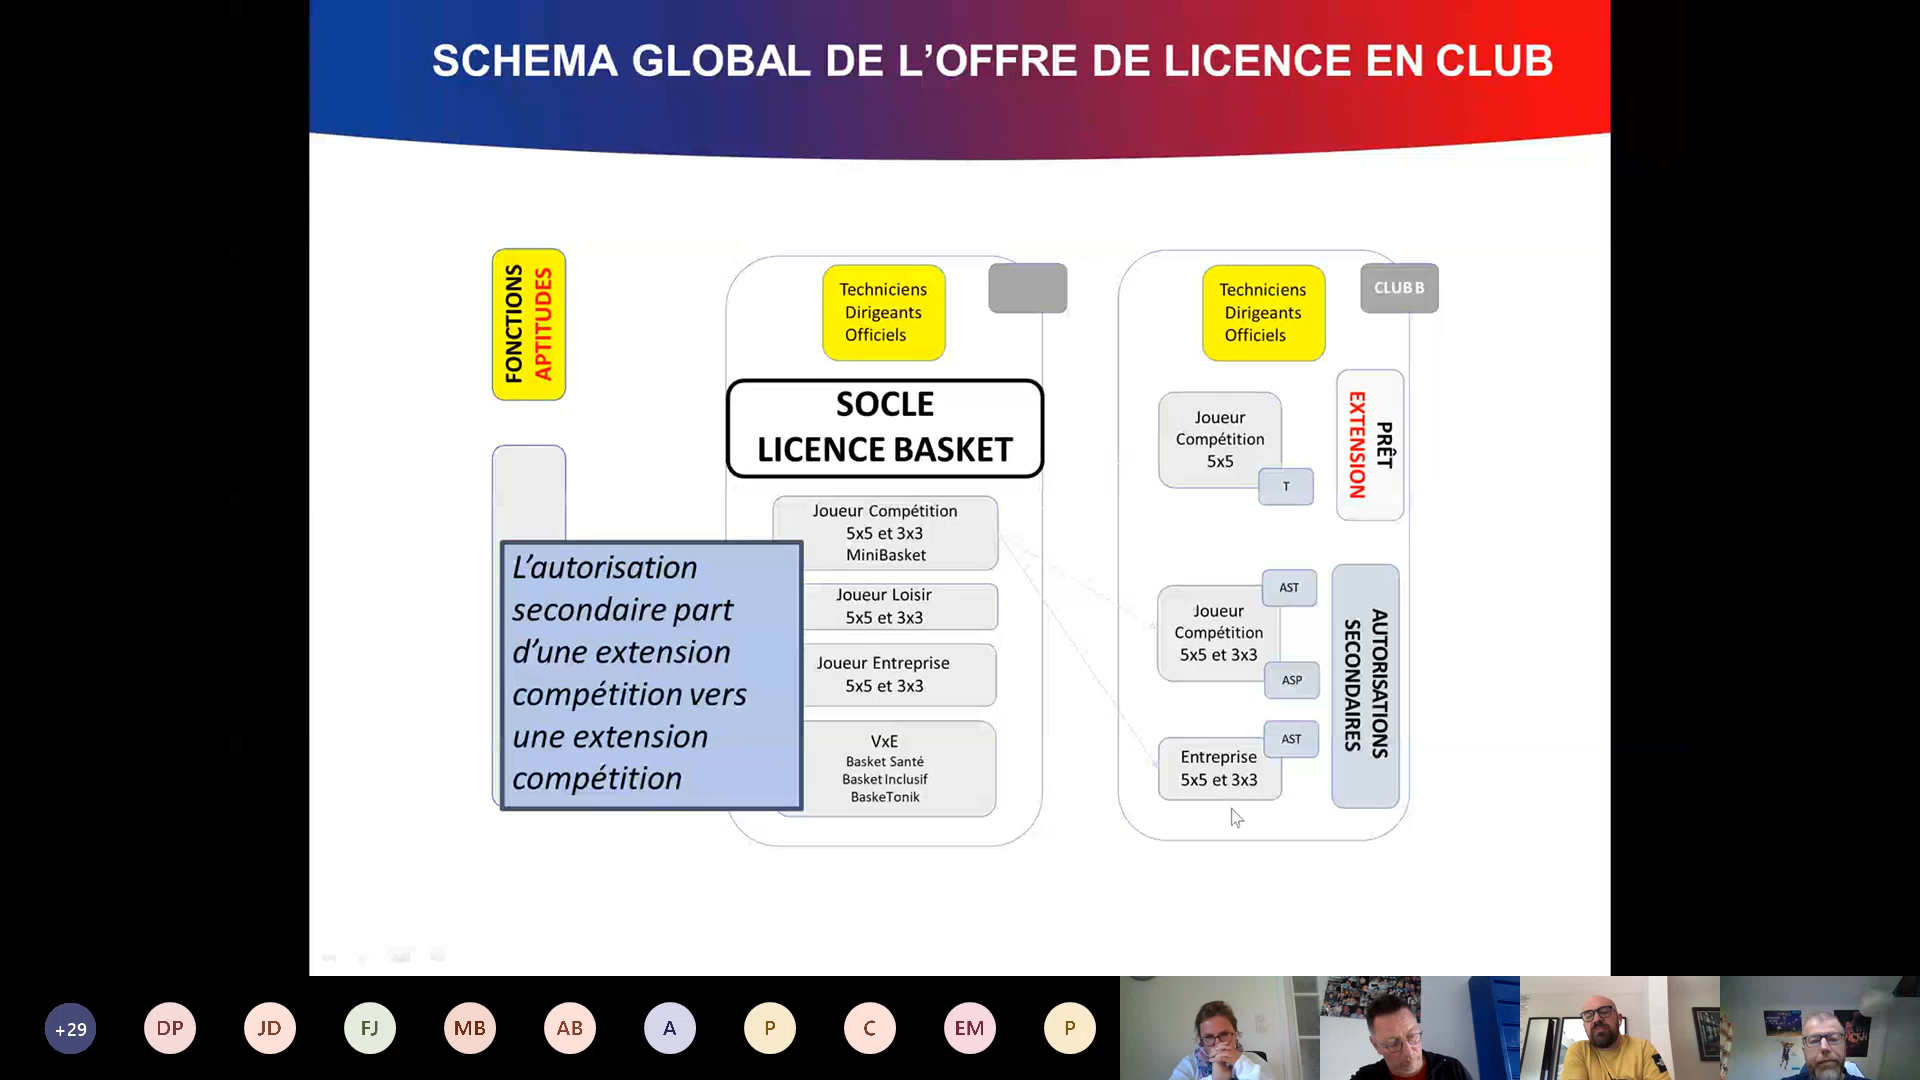 SCHEMA GLOBAL DE L’OFFRE DE LICENCE EN CLUB
FONCTIONS
APTITUDES
Techniciens
Dirigeants
Officiels
SOCLE
LICENCE BASKET
Joueur Compétition
5x5 et 3x3
MiniBasket
Joueur Loisir
5x5 et 3x3
Joueur Entreprise
5x5 et 3x3
VxE
Basket Santé
Basket Inclusif
BaskeTonik
L’autorisation
secondaire part
d’une extension
compétition vers
une extension
compétition
CLUB B
Techniciens
Dirigeants
Officiels
Joueur
Compétition
5x5
T
PRÊT
EXTENSION
AST
Joueur
Compétition
5x5 et 3x3
ASP
AST
Entreprise
5x5 et 3x3
AUTORISATIONS
SECONDAIRES
+29
DP
JD
FJ
MB
AB
A
P
C
EM
P